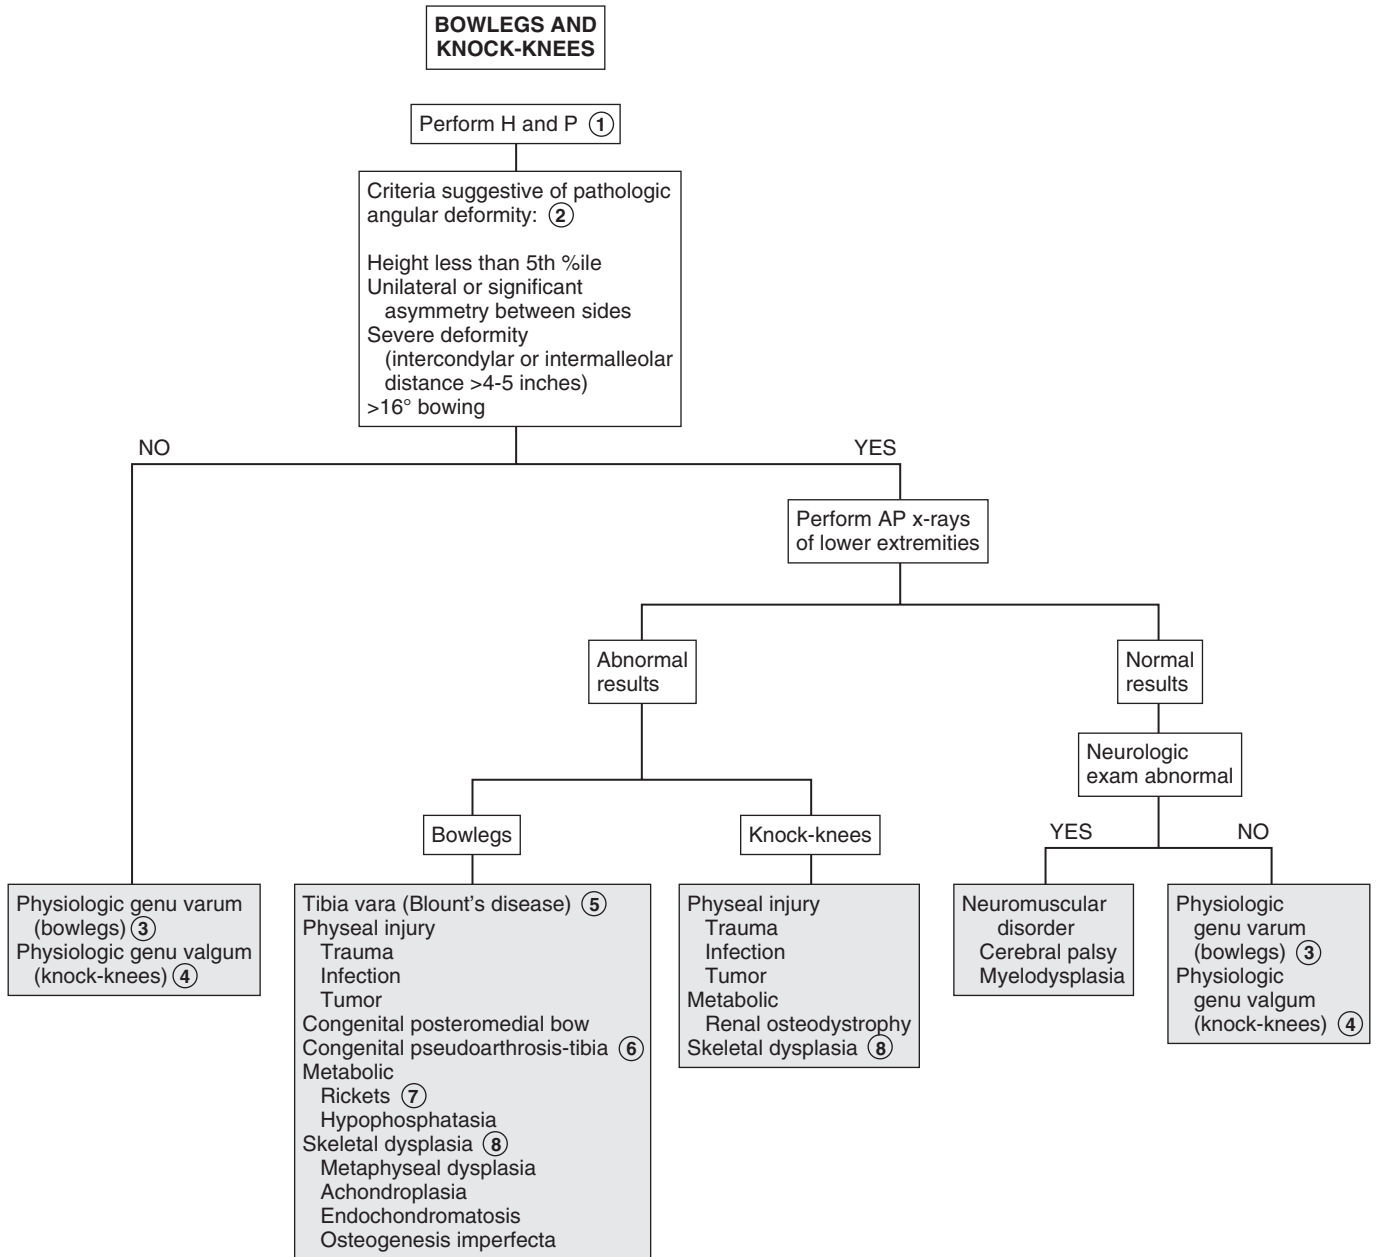 BOWLEGS AND
KNOCK-KNEES
Perform H and P 1
Criteria suggestive of pathologic
angular deformity: 2
Height less than 5th %ile
Unilateral or significant
asymmetry between sides
Severe deformity
(intercondylar or intermalleolar
distance >4-5 inches)
>16° bowing
NO
YES
Perform AP x-rays
of lower extremities
Abnormal
results
Normal
results
Neurologic
exam abnormal
Bowlegs
Knock-knees
YES
NO
Physiologic genu varum
(bowlegs) 3
Physiologic genu valgum
(knock-knees) 4
Tibia vara (Blount's disease) 5
Physeal injury
Trauma
Infection
Tumor
Congenital posteromedial bow
Congenital pseudoarthrosis-tibia 6
Metabolic
Rickets 7
Hypophosphatasia
Skeletal dysplasia 8
Metaphyseal dysplasia
Achondroplasia
Endochondromatosis
Osteogenesis imperfecta
Physeal injury
Trauma
Infection
Tumor
Metabolic
Renal osteodystrophy
Skeletal dysplasia 8
Neuromuscular
disorder
Cerebral palsy
Myelodysplasia
Physiologic
genu varum
(bowlegs) 3
Physiologic
genu valgum
(knock-knees) 4